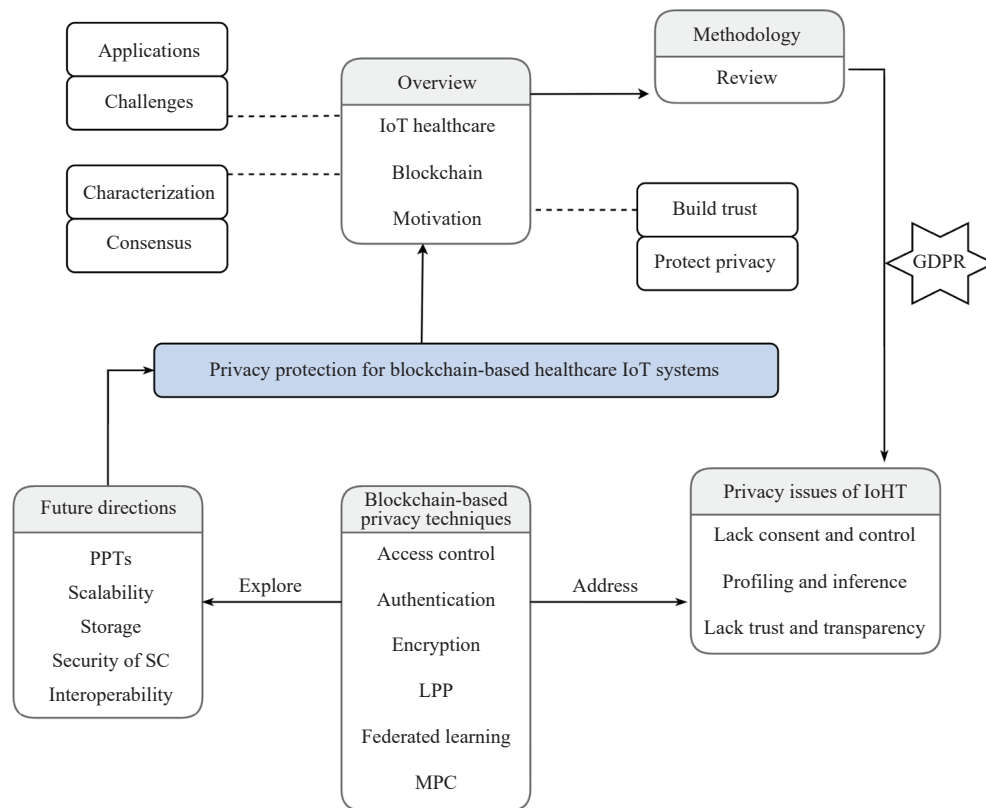 Applications
Challenges
Characterization
Consensus
Overview
IoT healthcare
Blockchain
Motivation
Methodology
Review
Build trust
Protect privacy
GDPR
Privacy protection for blockchain-based healthcare IoT systems
Future directions
PPTs
Scalability
Storage
Security of SC
Interoperability
Explore
Blockchain-based
privacy techniques
Access control
Authentication
Encryption
LPP
Federated learning
MPC
Address
Privacy issues of IoHT
Lack consent and control
Profiling and inference
Lack trust and transparency